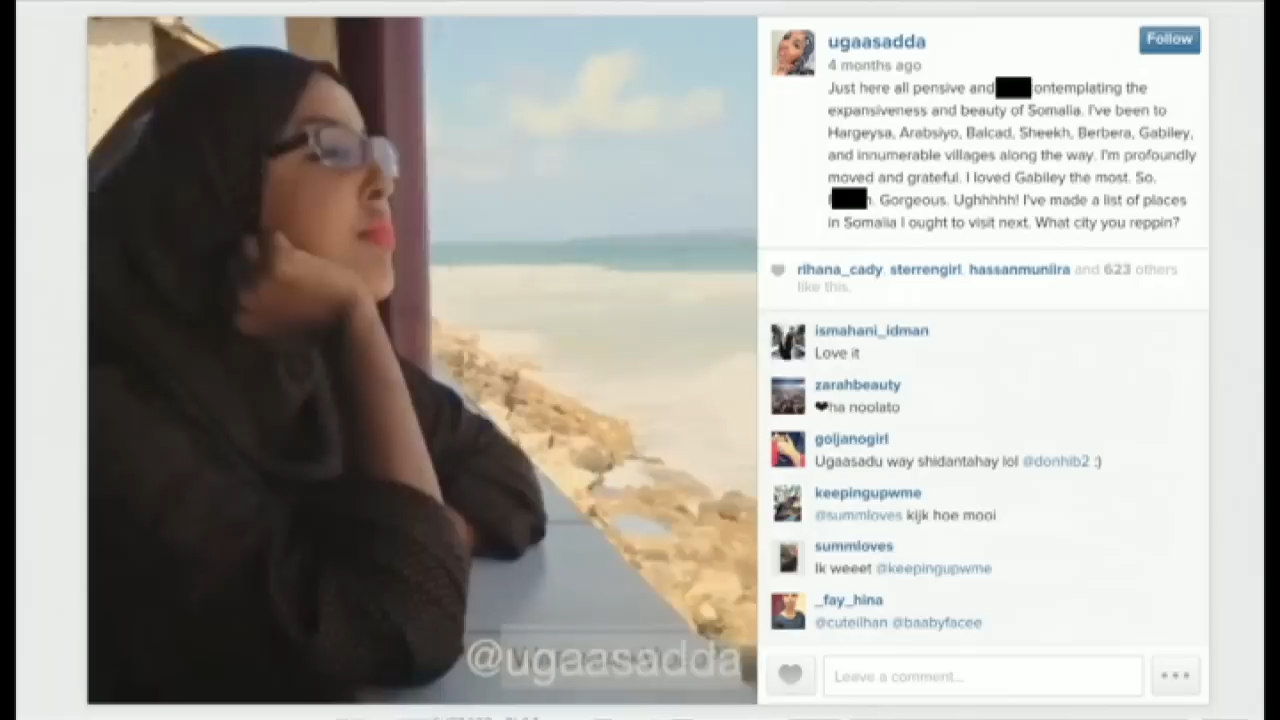 ugaasadda
Follow
4 months ago
Just here all pensive and ontemplating the
expansiveness and beauty of Somalia. I've been to
Hargeysa, Arabsiyo, Balcad, Sheekh, Berbera, Gabiley,
and innumerable villages along the way. I'm profoundly
moved and grateful. I loved Gabiley the most. So.
Gorgeous. Ughhhhh! I've made a list of places
in Somalia I ought to visit next. What city you reppin?
rihana_cady, sterrengirl, hassanmuniira and 623 others
like this.
ismahani_idman
Love it
zarahbeauty
❤ha noolato
goljanogirl
Ugaasadu way shidantahay lol @donhib2 :)
keepingupwme
@summloves kijk hoe mooi
summloves
Ik weeet @keepingupwme
_fay_hina
@cuteilhan @baabyfacee
Leave a comment...
@ugaasadda